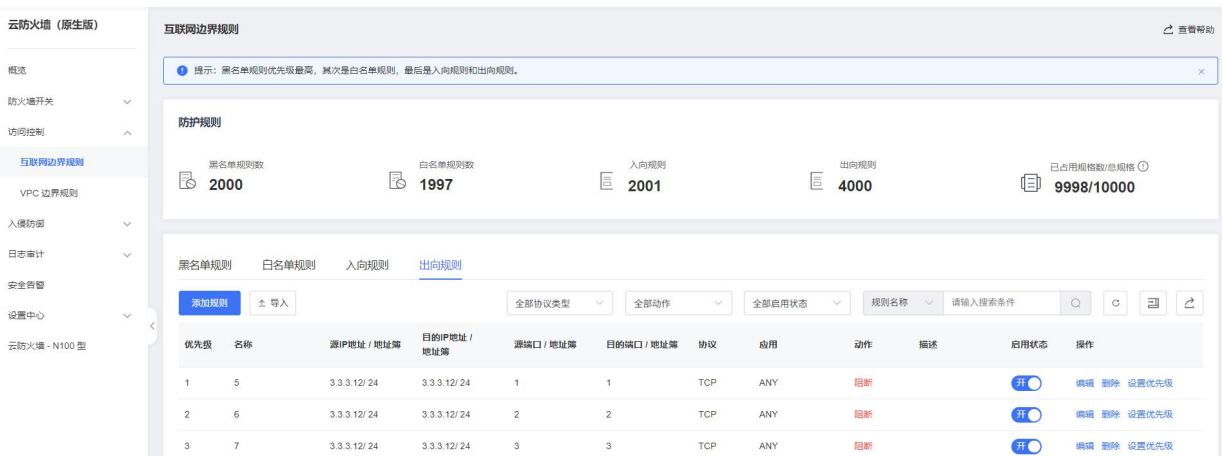 云防火墙（原生版）
互联网边界规则
查看帮助
提示：黑名单规则优先级最高，其次是白名单规则，最后是入向规则和出向规则。
概览
防火墙开关
访问控制
互联网边界规则
VPC 边界规则
入侵防御
日志审计
安全告警
设置中心
云防火墙 - N100 型
防护规则
黑名单规则数
2000
白名单规则数
1997
入向规则
2001
出向规则
4000
已占用规格数/总规格
9998/10000
黑名单规则 白名单规则 入向规则 出向规则
添加规则 导入 全部协议类型 全部动作 全部启用状态 规则名称 请输入搜索条件
优先级 名称 源IP地址 / 地址簿 目的IP地址 / 地址簿 源端口 / 地址簿 目的端口 / 地址簿 协议 应用 动作 描述 启用状态 操作
1 5 3.3.3.12/ 24 3.3.3.12/ 24 1 1 TCP ANY 阻断 开 编辑 删除 设置优先级
2 6 3.3.3.12/ 24 3.3.3.12/ 24 2 2 TCP ANY 阻断 开 编辑 删除 设置优先级
3 7 3.3.3.12/ 24 3.3.3.12/ 24 3 3 TCP ANY 阻断 开 编辑 删除 设置优先级